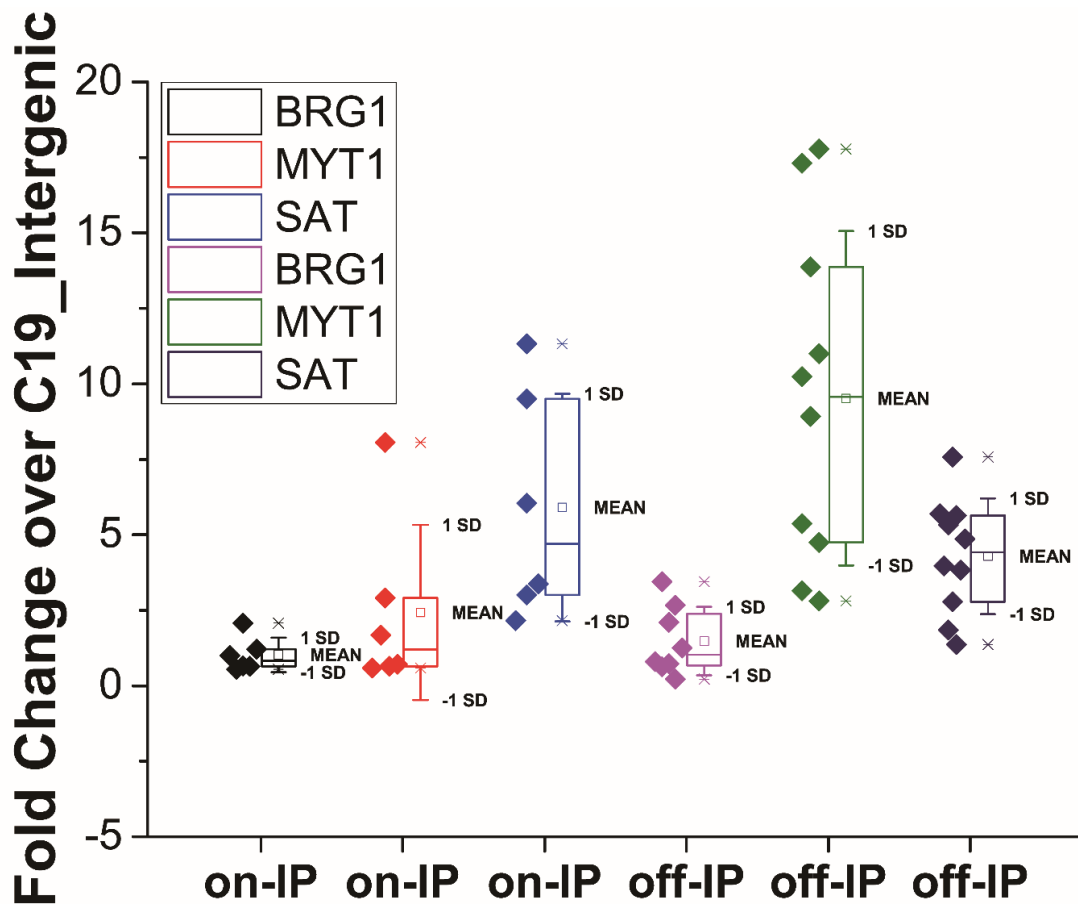 Fold Change over C19_Intergenic
20
15
10
5
0
-5
BRG1
MYT1
SAT
BRG1
MYT1
SAT
1 SD
MEAN
-1 SD
1 SD
MEAN
-1 SD
1 SD
MEAN
-1 SD
1 SD
MEAN
-1 SD
1 SD
MEAN
-1 SD
1 SD
MEAN
-1 SD
on-IP on-IP on-IP off-IP off-IP off-IP